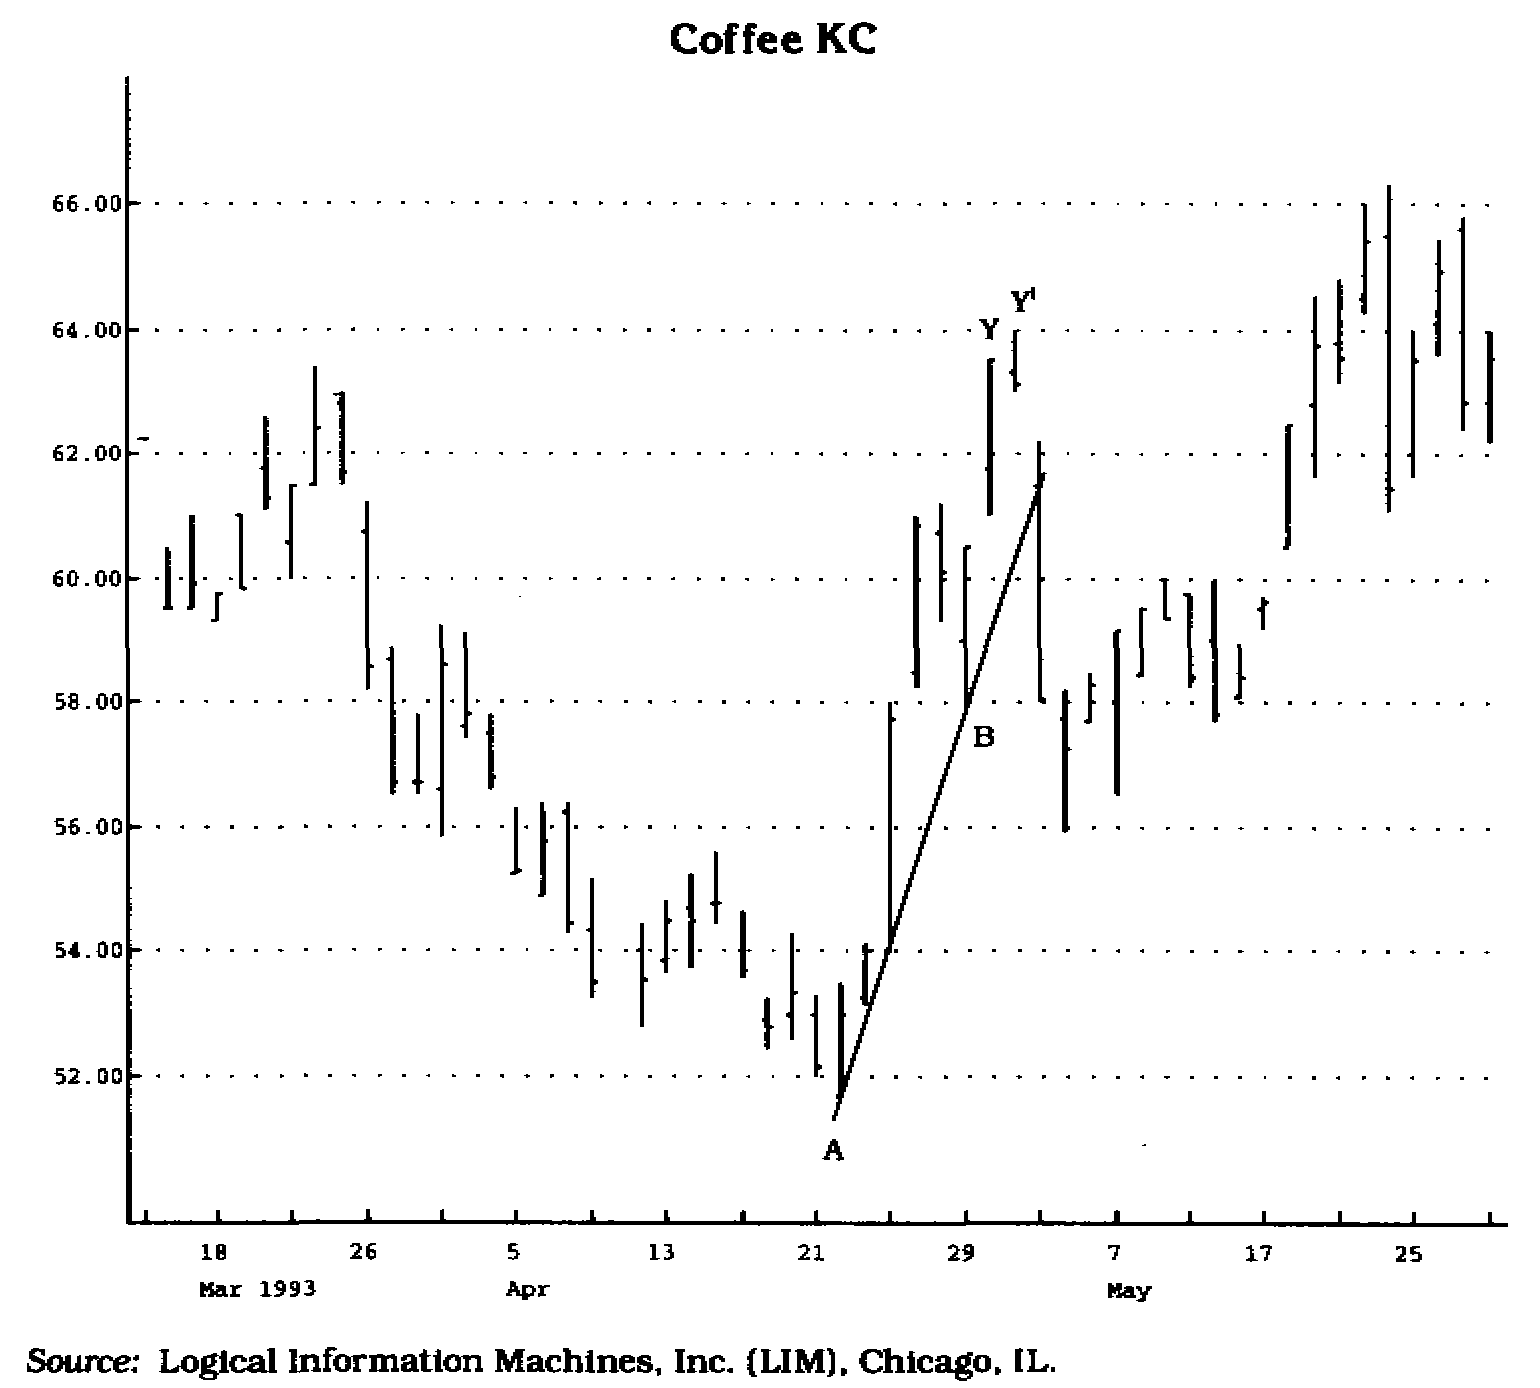 Coffee KC
66.00
64.00
62.00
60.00
58.00
56.00
54.00
52.00
Y
Y'
B
A
18 26 5 13 21 29 7 17 25
Mar 1993 Apr May
Source: Logical Information Machines, Inc. (LIM), Chicago, IL.